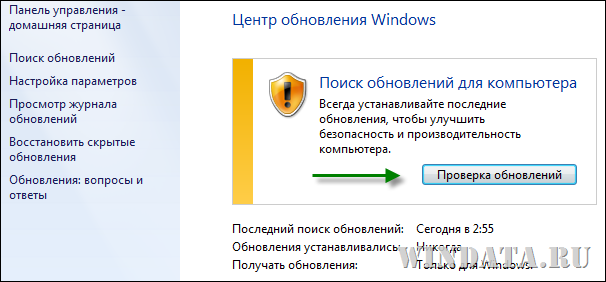 Панель управления -
домашняя страница
Поиск обновлений
Настройка параметров
Просмотр журнала
обновлений
Восстановить скрытые
обновления
Обновления: вопросы и
ответы
Центр обновления Windows
Поиск обновлений для компьютера
Всегда устанавливайте последние
обновления, чтобы улучшить
безопасность и производительность
компьютера.
Проверка обновлений
Последний поиск обновлений: Сегодня в 2:55
Обновления устанавливались: Никогда
Получать обновления: Только для Windows.
WINDATA.RU